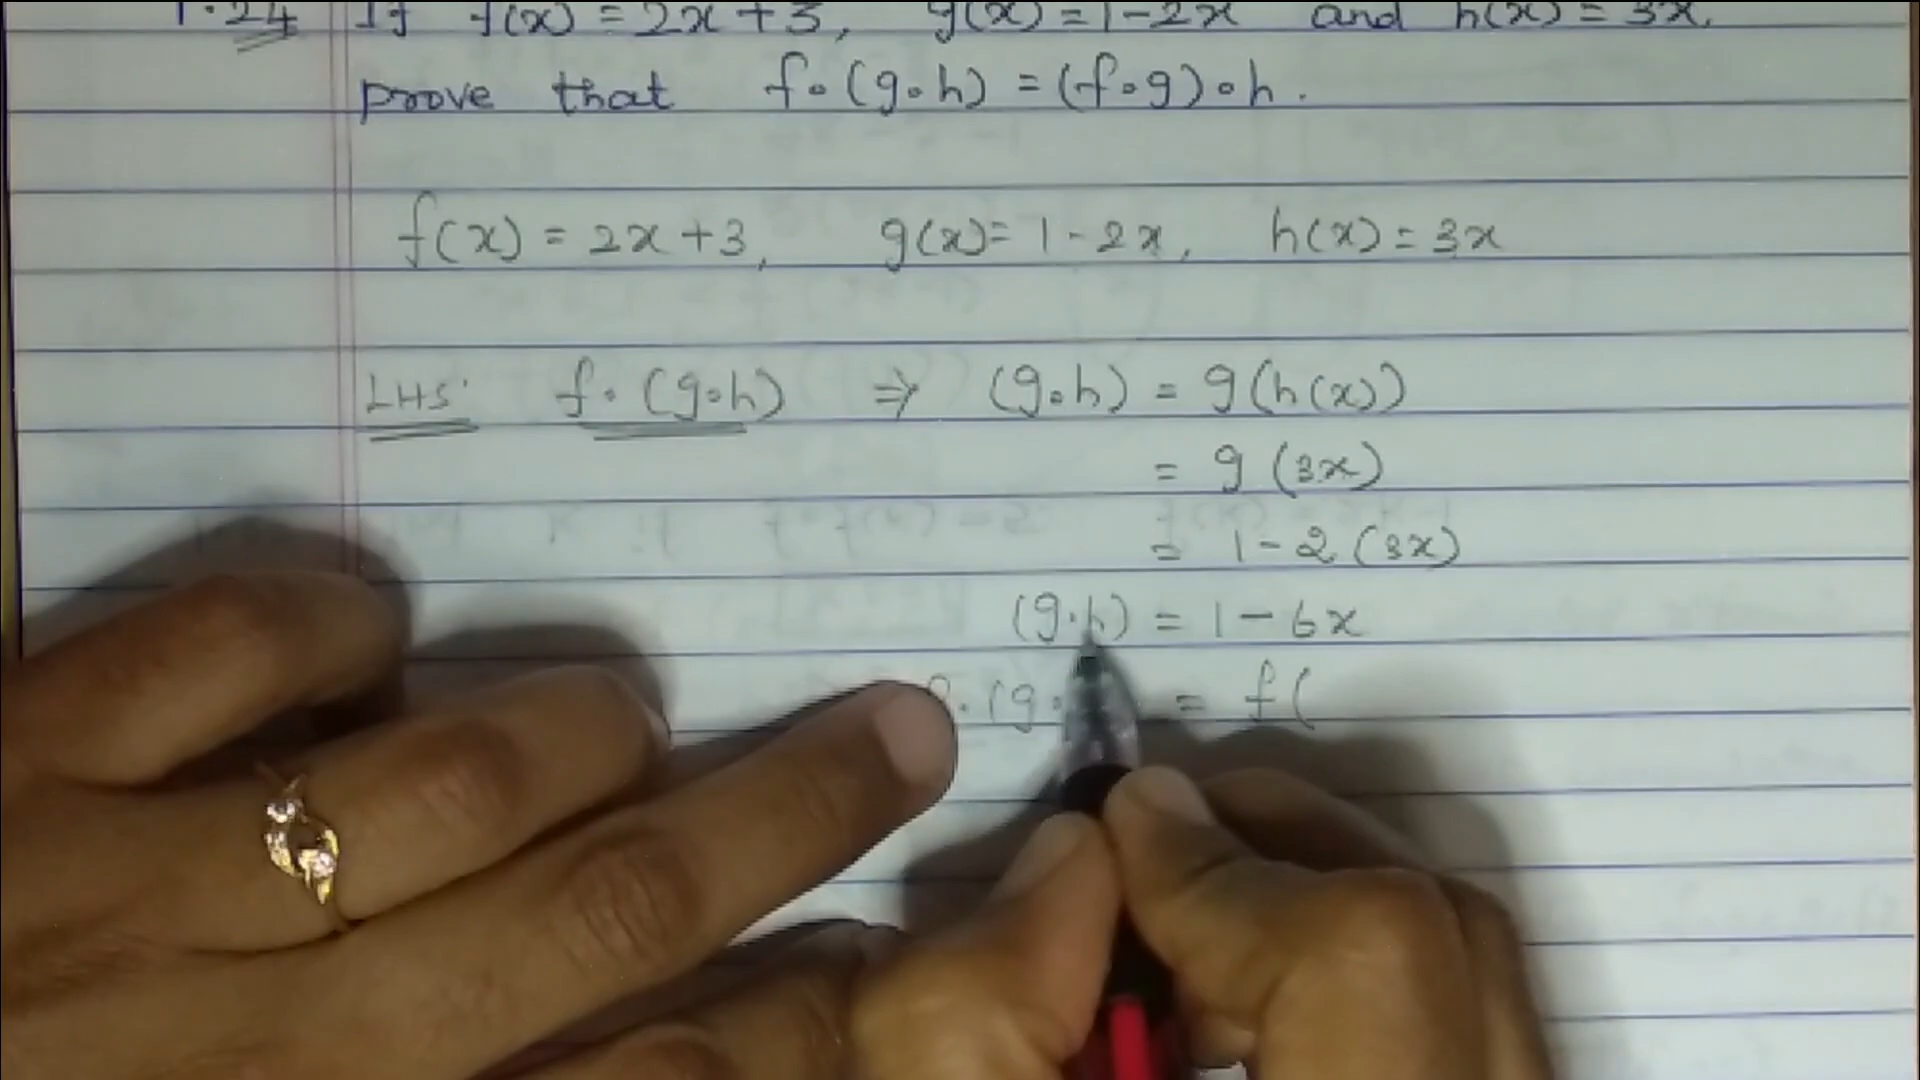 1.24 If f(x) = 2x + 3, g(x) = 1 - 2x and h(x) = 3x.
prove that f∘(g∘h) = (f∘g)∘h.
f(x) = 2x + 3, g(x) = 1 - 2x, h(x) = 3x
LHS: f∘(g∘h) ⇒ (g∘h) = g(h(x))
= g(3x)
= 1 - 2(3x)
(g∘h) = 1 - 6x
∘(g∘ = f(